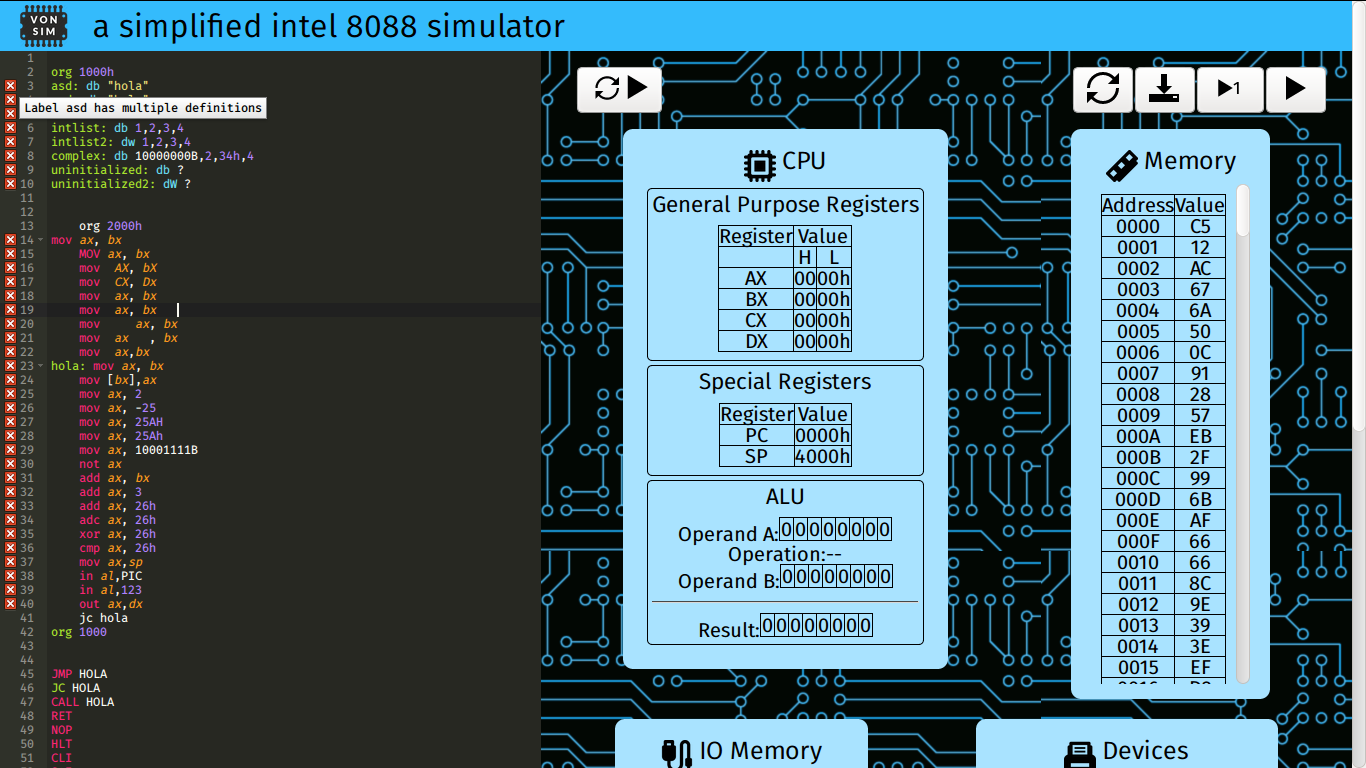 VON
SIM
a simplified intel 8088 simulator
1
2 org 1000h
3 asd: db "hola"
Label asd has multiple definitions
6 intlist: db 1,2,3,4
7 intlist2: dw 1,2,3,4
8 complex: db 10000000B,2,34h,4
9 uninitialized: db ?
10 uninitialized2: dW ?
11
12
13 org 2000h
14 mov ax, bx
15 MOV ax, bx
16 mov AX, bX
17 mov CX, Dx
18 mov ax, bx
19 mov ax, bx
20 mov ax, bx
21 mov ax , bx
22 mov ax,bx
23 hola: mov ax, bx
24 mov [bx],ax
25 mov ax, 2
26 mov ax, -25
27 mov ax, 25AH
28 mov ax, 25Ah
29 mov ax, 10001111B
30 not ax
31 add ax, bx
32 add ax, 3
33 add ax, 26h
34 adc ax, 26h
35 xor ax, 26h
36 cmp ax, 26h
37 mov ax,sp
38 in al,PIC
39 in al,123
40 out ax,dx
41 jc hola
42 org 1000
43
44
45 JMP HOLA
46 JC HOLA
47 CALL HOLA
48 RET
49 NOP
50 HLT
51 CLI
CPU
General Purpose Registers
Register Value
H L
AX 0000h
BX 0000h
CX 0000h
DX 0000h
Special Registers
Register Value
PC 0000h
SP 4000h
ALU
Operand A: 00000000
Operation:--
Operand B: 00000000
Result: 00000000
IO Memory
1
Memory
Address Value
0000 C5
0001 12
0002 AC
0003 67
0004 6A
0005 50
0006 0C
0007 91
0008 28
0009 57
000A EB
000B 2F
000C 99
000D 6B
000E AF
000F 66
0010 66
0011 8C
0012 9E
0013 39
0014 3E
0015 EF
Devices